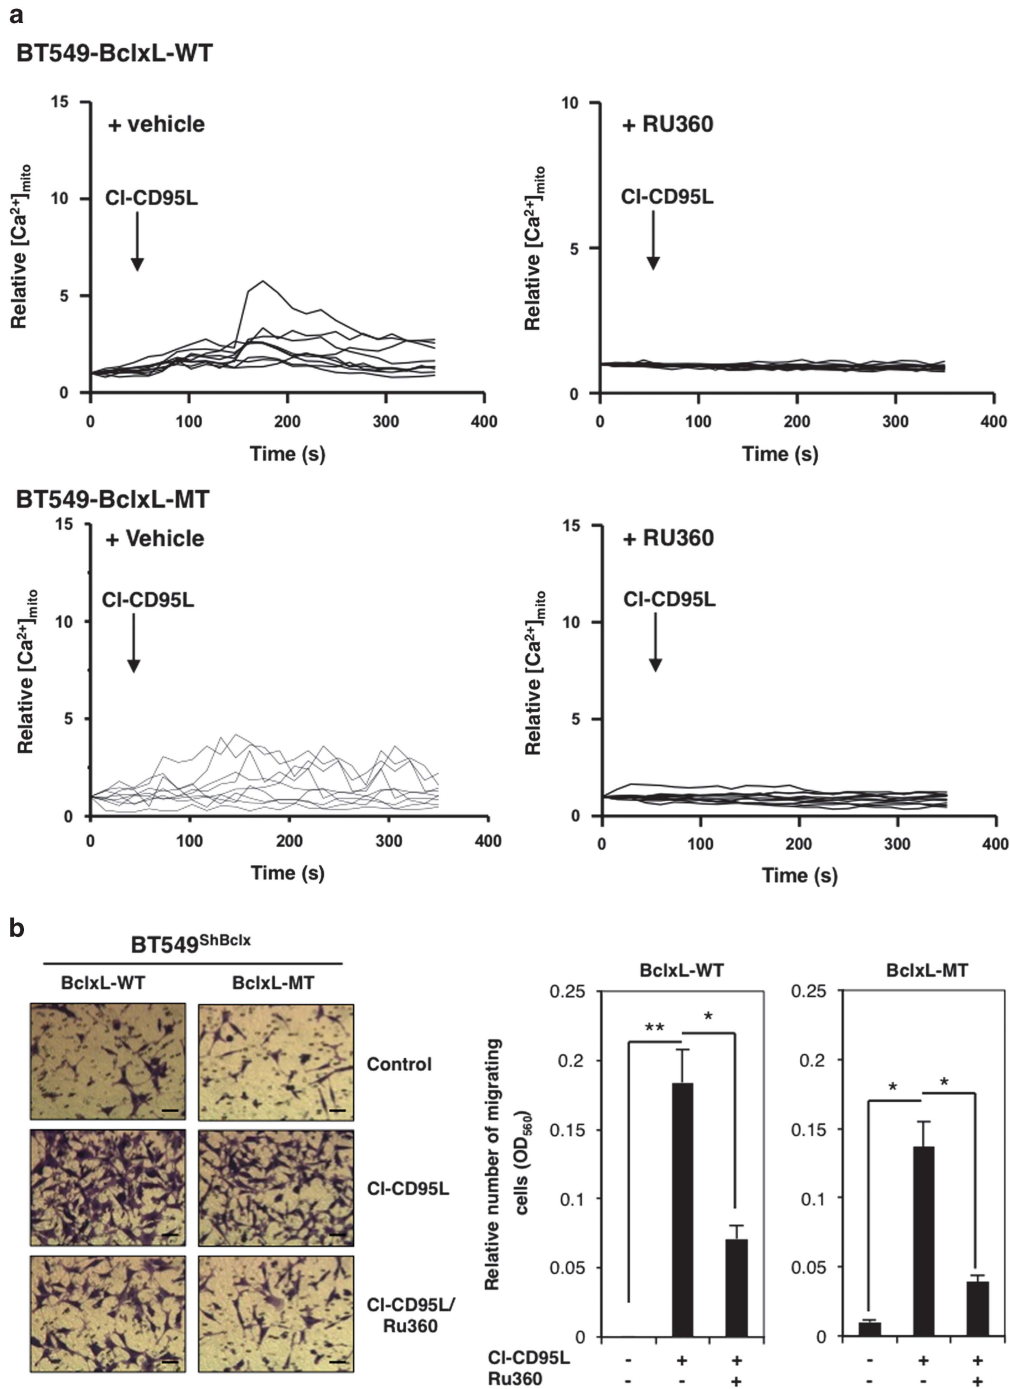 a
BT549-BclxL-WT
+ vehicle
Cl-CD95L
Relative [Ca2+]mito
15
10
5
0
0 100 200 300 400
Time (s)
+ RU360
Cl-CD95L
Relative [Ca2+]mito
10
5
0
0 100 200 300 400
Time (s)
BT549-BclxL-MT
+ Vehicle
Cl-CD95L
Relative [Ca2+]mito
15
10
5
0
0 100 200 300 400
Time (s)
+ RU360
Cl-CD95L
Relative [Ca2+]mito
15
10
5
0
0 100 200 300 400
Time (s)
b
BT549ShBclx
BclxL-WT BclxL-MT
Control
Cl-CD95L
Cl-CD95L/
Ru360
Relative number of migrating
cells (OD560)
BclxL-WT
0.25
0.2
0.15
0.1
0.05
0
** *
BclxL-MT
0.25
0.2
0.15
0.1
0.05
0
* *
Cl-CD95L - + + - + +
Ru360 - - + - - +